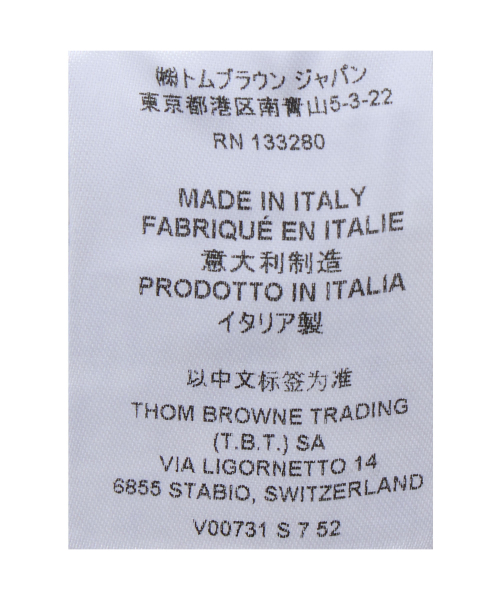 ㈱トムブラウン ジャパン
東京都港区南青山5-3-22
RN 133280
MADE IN ITALY
FABRIQUÉ EN ITALIE
意大利制造
PRODOTTO IN ITALIA
イタリア製
以中文标签为准
THOM BROWNE TRADING
(T.B.T.) SA
VIA LIGORNETTO 14
6855 STABIO, SWITZERLAND
V00731 S 7 52